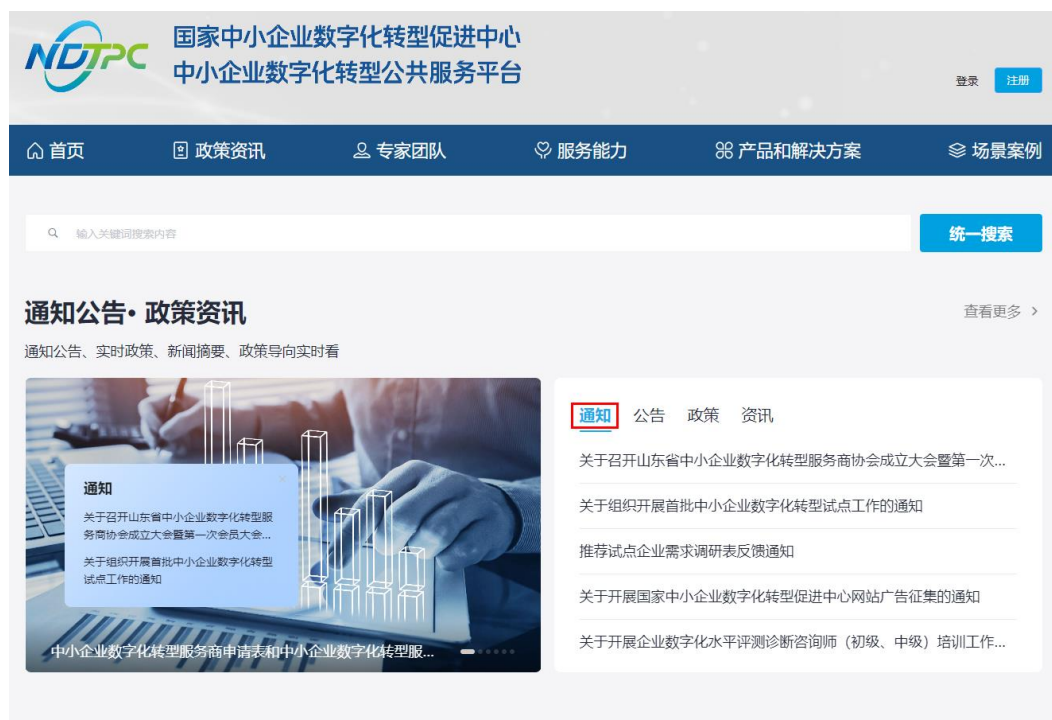 NDTPC
国家中小企业数字化转型促进中心
中小企业数字化转型公共服务平台
登录 注册
首页 政策资讯 专家团队 服务能力 产品和解决方案 场景案例
输入关键词搜索内容 统一搜索
通知公告• 政策资讯 查看更多 >
通知公告、实时政策、新闻摘要、政策导向实时看
通知
关于召开山东省中小企业数字化转型服
务商协会成立大会暨第一次会员大会...
关于组织开展首批中小企业数字化转型
试点工作的通知
中小企业数字化转型服务商申请表和中小企业数字化转型服...
通知 公告 政策 资讯
关于召开山东省中小企业数字化转型服务商协会成立大会暨第一次...
关于组织开展首批中小企业数字化转型试点工作的通知
推荐试点企业需求调研表反馈通知
关于开展国家中小企业数字化转型促进中心网站广告征集的通知
关于开展企业数字化水平评测诊断咨询师（初级、中级）培训工作...